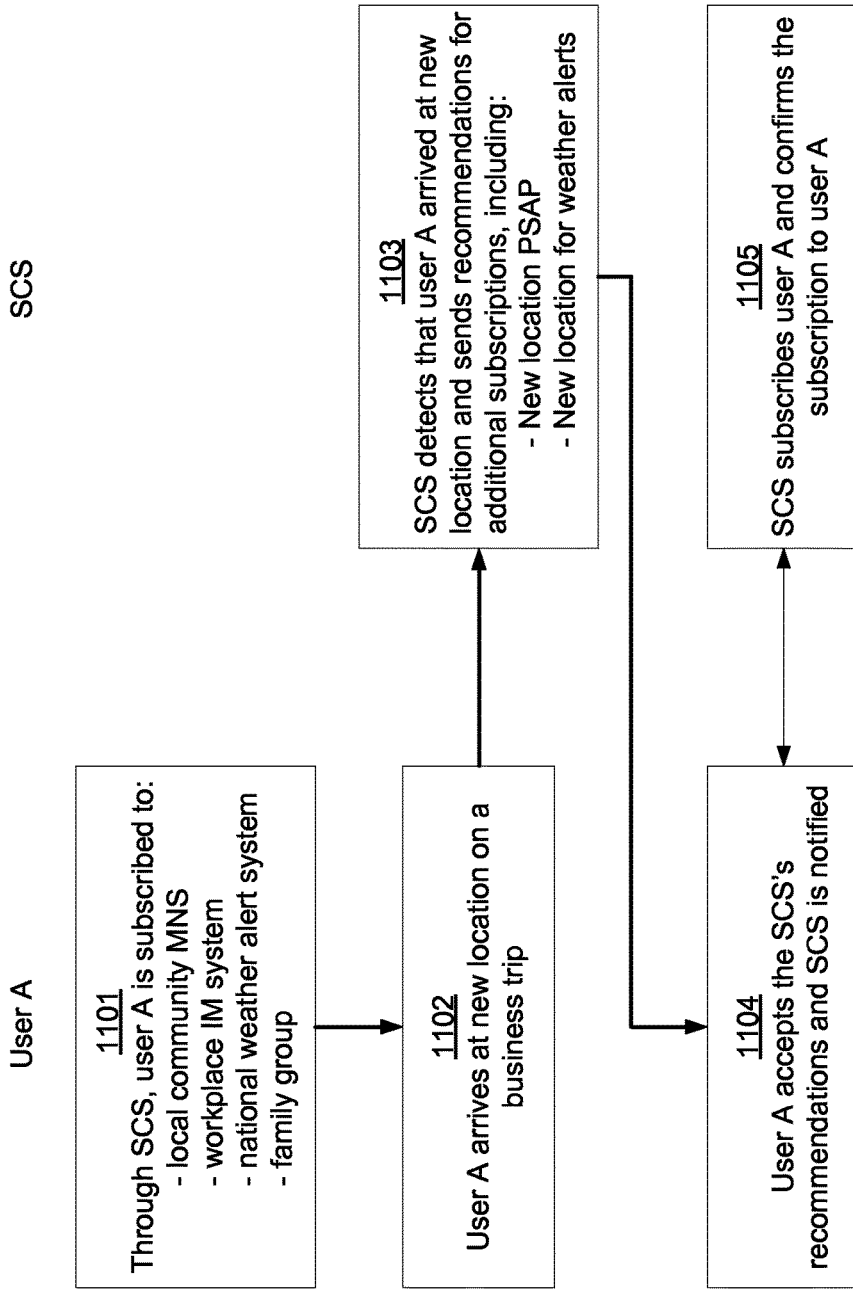 User A
SCS
1101
Through SCS, user A is subscribed to:
- local community MNS
- workplace IM system
- national weather alert system
- family group
1102
User A arrives at new location on a
business trip
1103
SCS detects that user A arrived at new
location and sends recommendations for
additional subscriptions, including:
- New location PSAP
- New location for weather alerts
1104
User A accepts the SCS's
recommendations and SCS is notified
1105
SCS subscribes user A and confirms the
subscription to user A